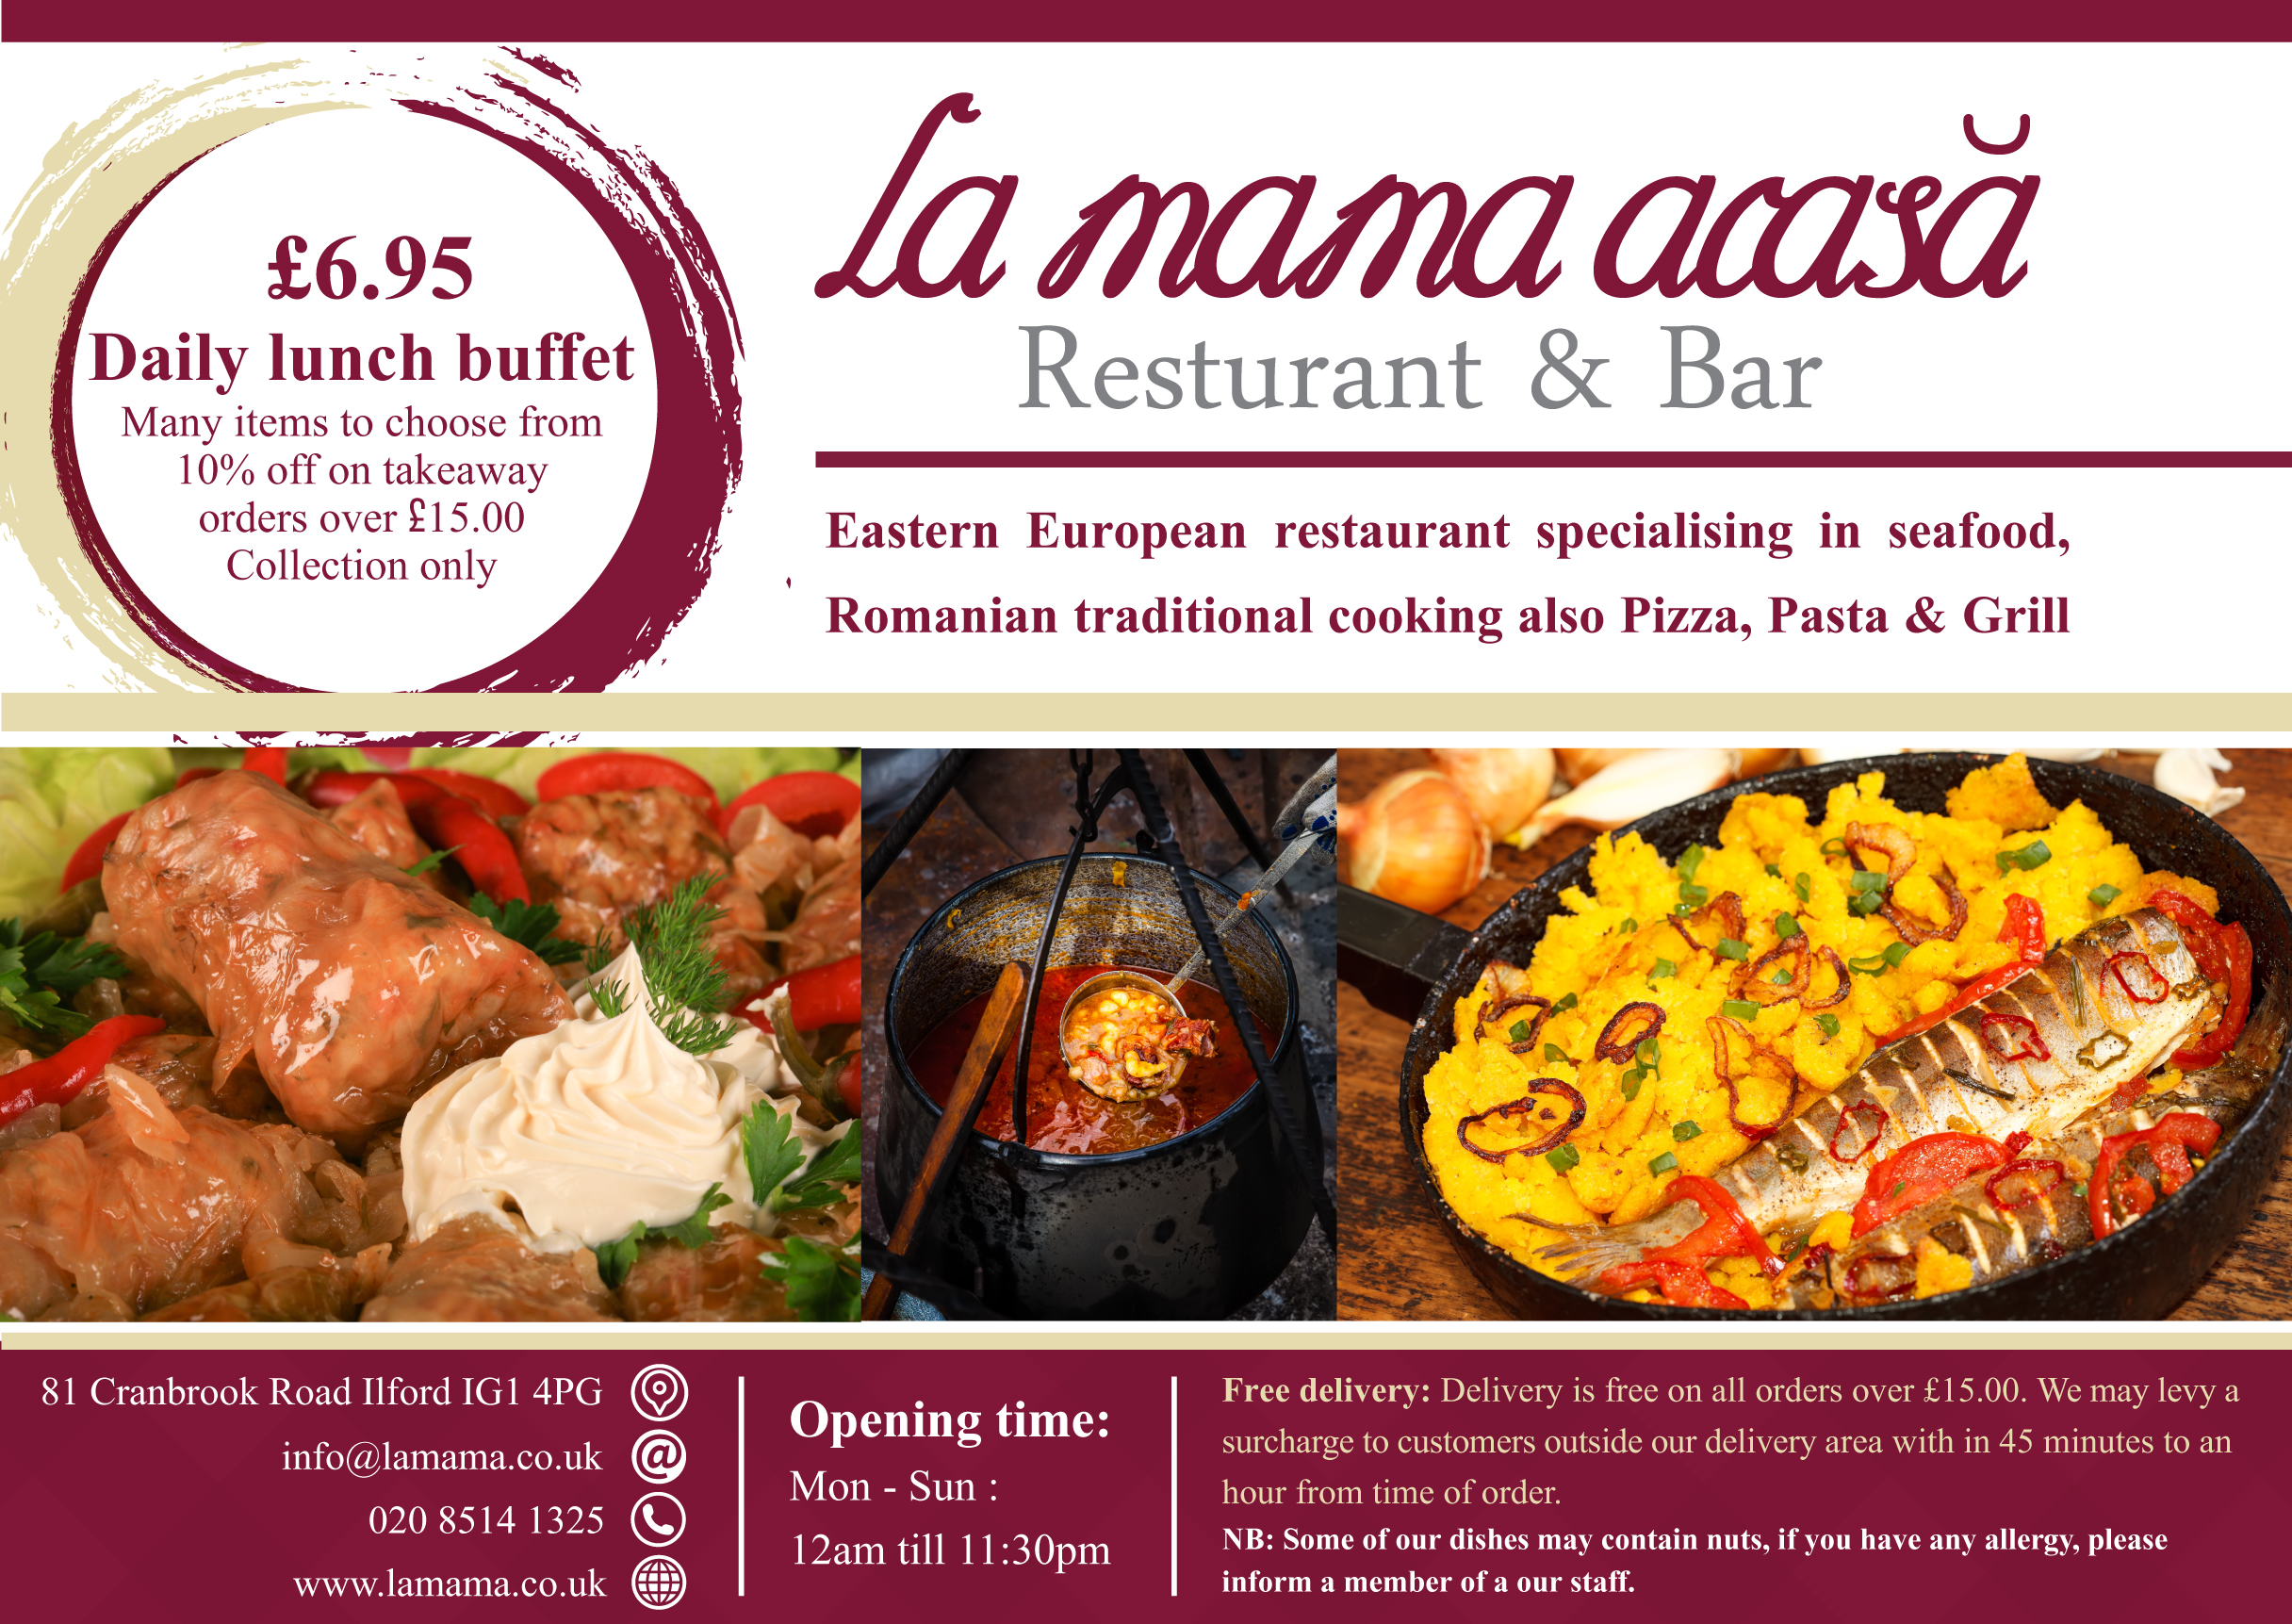 £6.95
Daily lunch buffet
Many items to choose from
10% off on takeaway
orders over £15.00
Collection only
La mama acasă
Resturant & Bar
Eastern European restaurant specialising in seafood,
Romanian traditional cooking also Pizza, Pasta & Grill
81 Cranbrook Road Ilford IG1 4PG
info@lamama.co.uk
020 8514 1325
www.lamama.co.uk
Opening time:
Mon - Sun :
12am till 11:30pm
Free delivery: Delivery is free on all orders over £15.00. We may levy a
surcharge to customers outside our delivery area with in 45 minutes to an
hour from time of order.
NB: Some of our dishes may contain nuts, if you have any allergy, please
inform a member of a our staff.